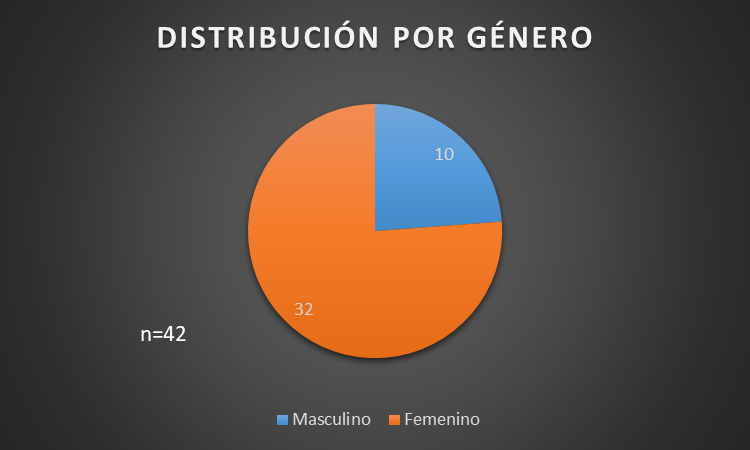 DISTRIBUCIÓN POR GÉNERO
10
32
n=42
Masculino
Femenino